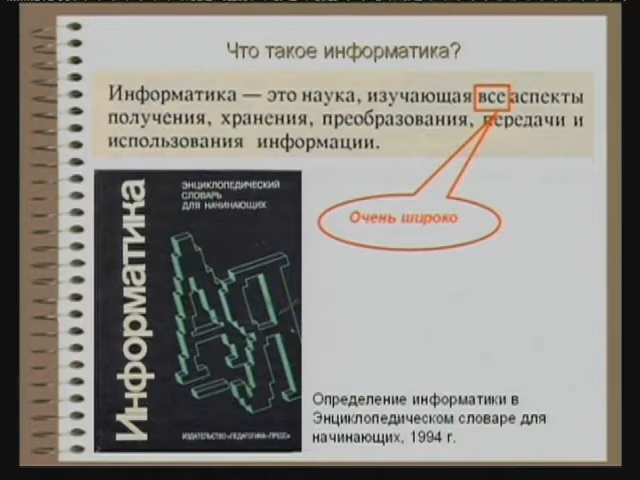 Что такое информатика?
Информатика — это наука, изучающая все аспекты
получения, хранения, преобразования, передачи и
использования информации.
Очень широко
Информатика
ЭНЦИКЛОПЕДИЧЕСКИЙ
СЛОВАРЬ
ДЛЯ НАЧИНАЮЩИХ
ИЗДАТЕЛЬСТВО «ПЕДАГОГИКА-ПРЕСС»
Определение информатики в
Энциклопедическом словаре для
начинающих, 1994 г.